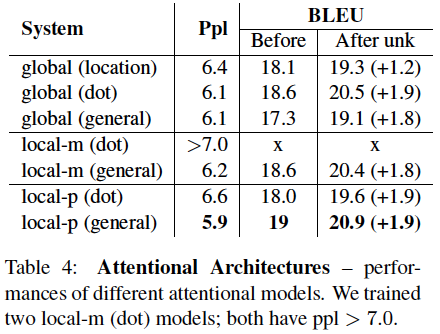 System Ppl BLEU
Before After unk
global (location) 6.4 18.1 19.3 (+1.2)
global (dot) 6.1 18.6 20.5 (+1.9)
global (general) 6.1 17.3 19.1 (+1.8)
local-m (dot) >7.0 x x
local-m (general) 6.2 18.6 20.4 (+1.8)
local-p (dot) 6.6 18.0 19.6 (+1.9)
local-p (general) 5.9 19 20.9 (+1.9)
Table 4: Attentional Architectures – perfor-
mances of different attentional models. We trained
two local-m (dot) models; both have ppl > 7.0.